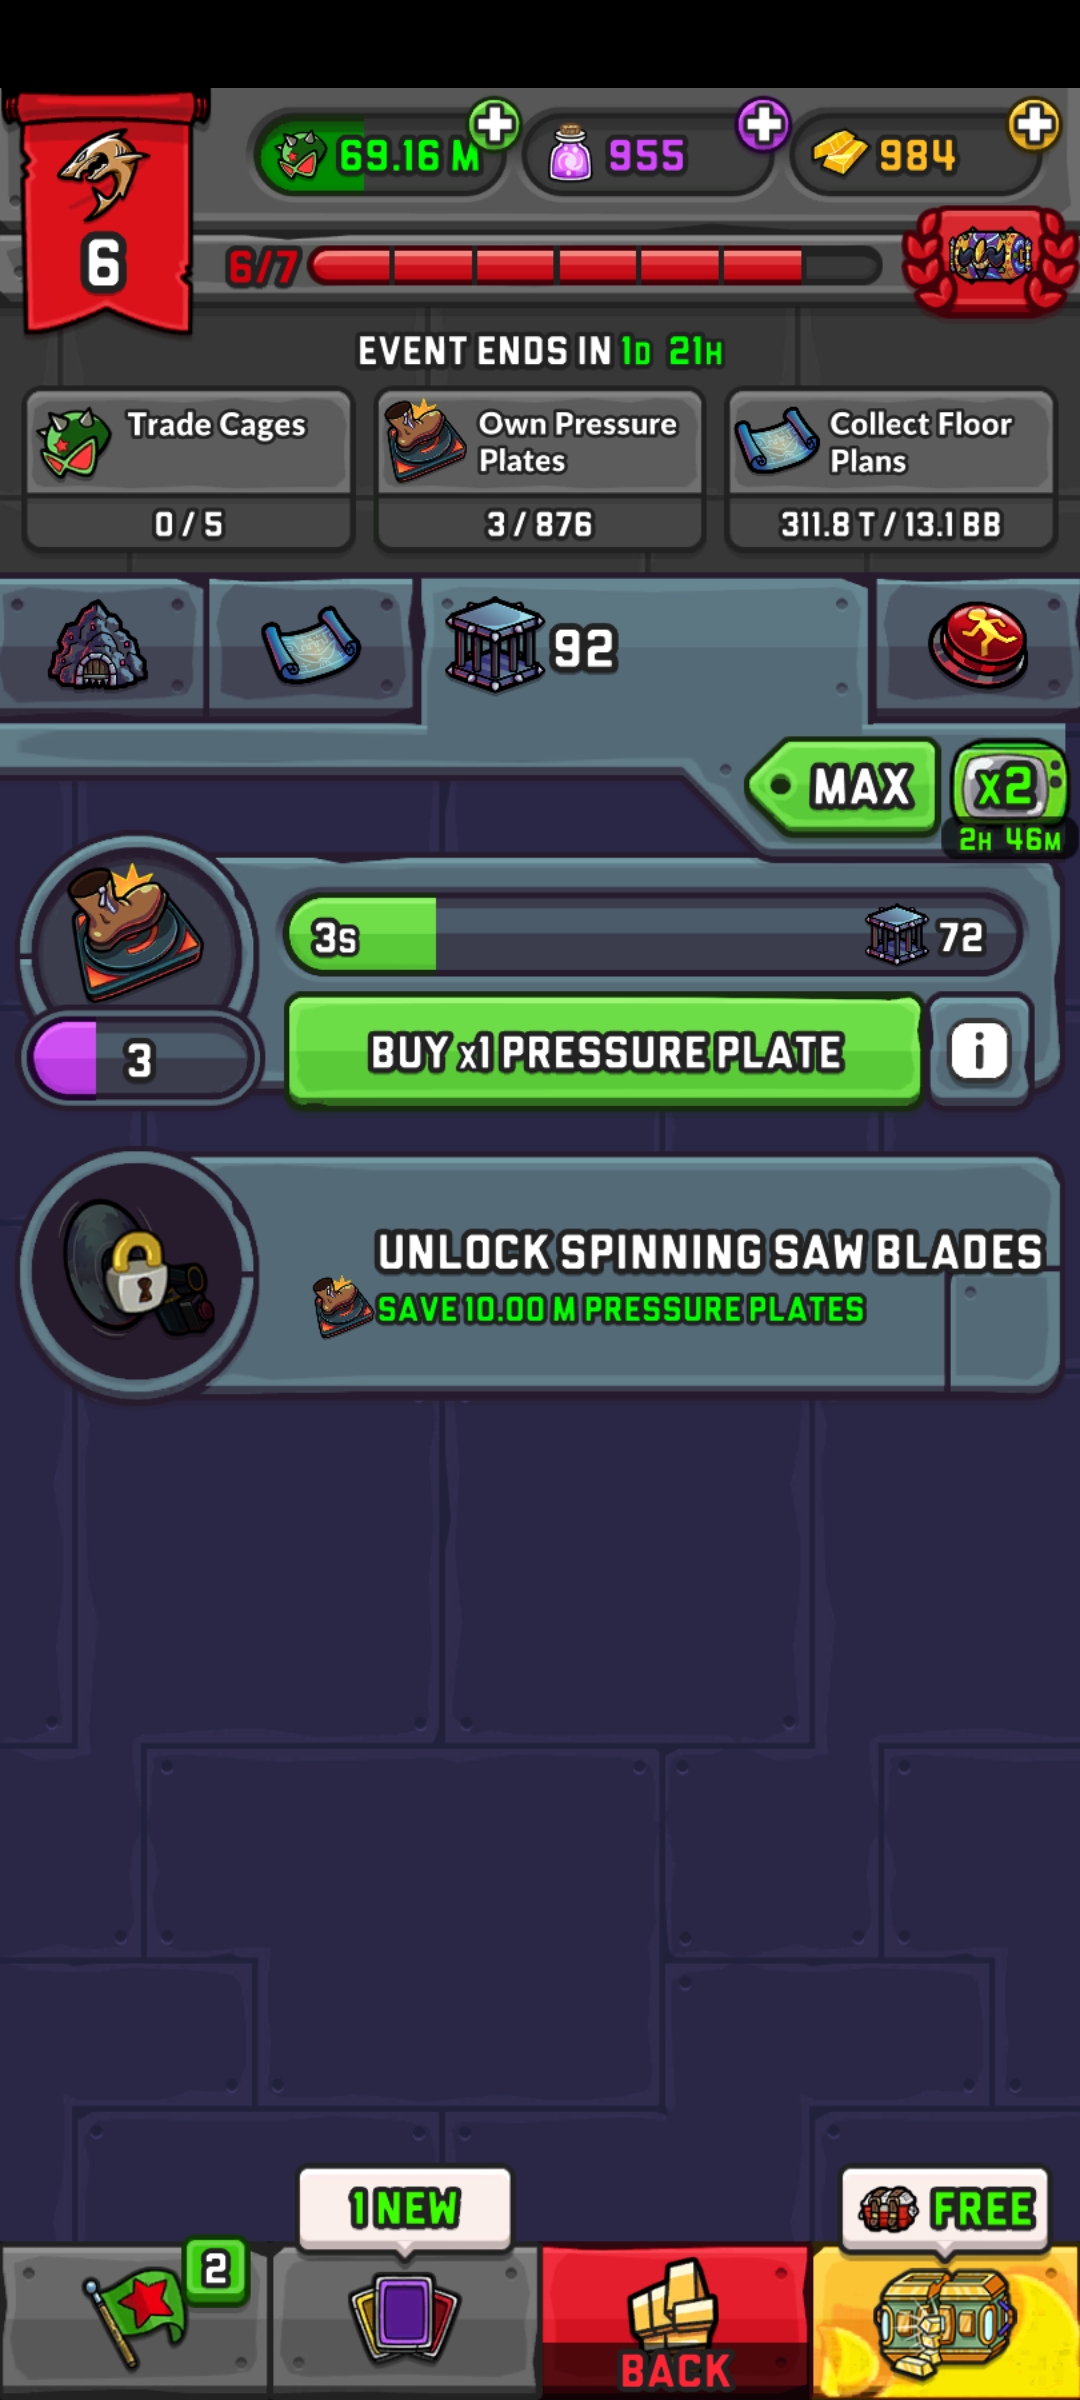 69.16 M
955
984
6
6/7
EVENT ENDS IN 1D 21H
Trade Cages
0 / 5
Own Pressure
Plates
3 / 876
Collect Floor
Plans
311.8 T / 13.1 BB
92
MAX
x2
2H 46M
3s
72
3
BUY x1 PRESSURE PLATE
i
UNLOCK SPINNING SAW BLADES
SAVE 10.00 M PRESSURE PLATES
1 NEW
FREE
2
BACK